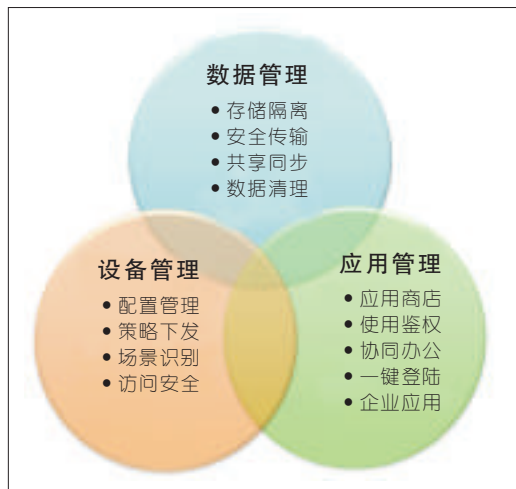 数据管理
• 存储隔离
• 安全传输
• 共享同步
• 数据清理
设备管理
• 配置管理
• 策略下发
• 场景识别
• 访问安全
应用管理
• 应用商店
• 使用鉴权
• 协同办公
• 一键登陆
• 企业应用